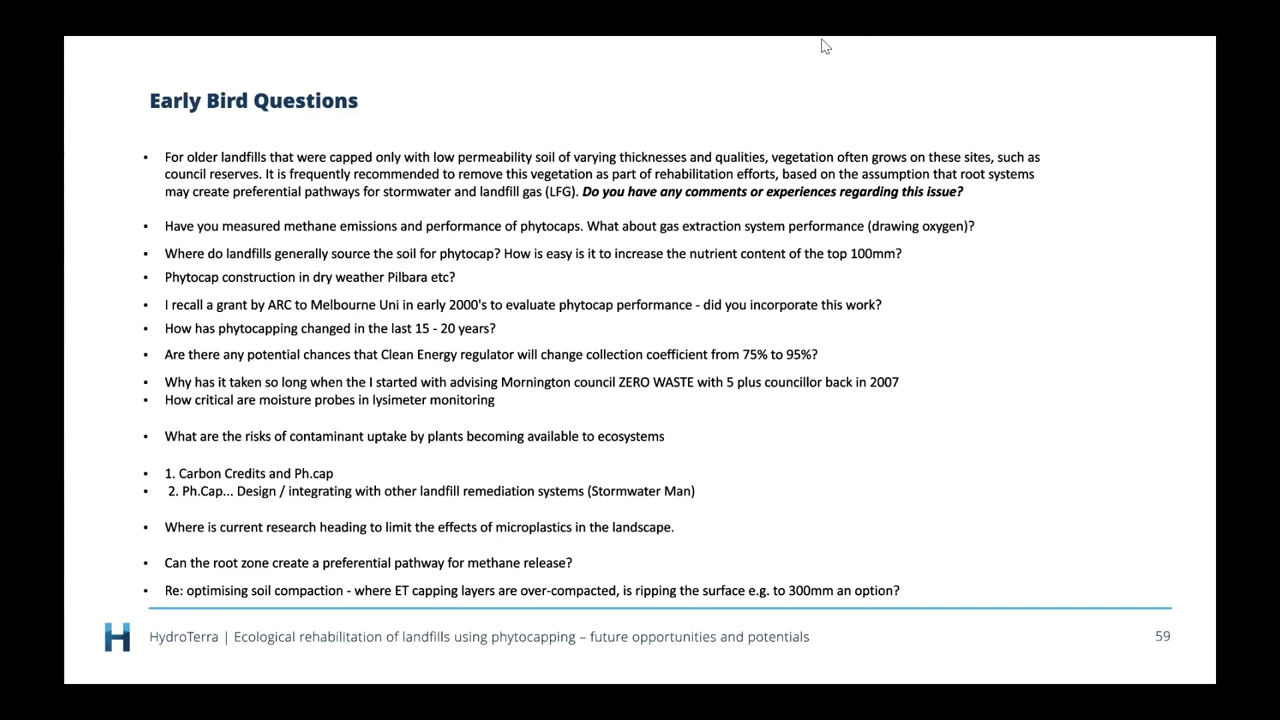 Early Bird Questions
• For older landfills that were capped only with low permeability soil of varying thicknesses and qualities, vegetation often grows on these sites, such as
council reserves. It is frequently recommended to remove this vegetation as part of rehabilitation efforts, based on the assumption that root systems
may create preferential pathways for stormwater and landfill gas (LFG). Do you have any comments or experiences regarding this issue?
• Have you measured methane emissions and performance of phytocaps. What about gas extraction system performance (drawing oxygen)?
• Where do landfills generally source the soil for phytocap? How is easy is it to increase the nutrient content of the top 100mm?
• Phytocap construction in dry weather Pilbara etc?
• I recall a grant by ARC to Melbourne Uni in early 2000's to evaluate phytocap performance - did you incorporate this work?
• How has phytocapping changed in the last 15 - 20 years?
• Are there any potential chances that Clean Energy regulator will change collection coefficient from 75% to 95%?
• Why has it taken so long when the I started with advising Mornington council ZERO WASTE with 5 plus councillor back in 2007
• How critical are moisture probes in lysimeter monitoring
• What are the risks of contaminant uptake by plants becoming available to ecosystems
• 1. Carbon Credits and Ph.cap
• 2. Ph.Cap... Design / integrating with other landfill remediation systems (Stormwater Man)
• Where is current research heading to limit the effects of microplastics in the landscape.
• Can the root zone create a preferential pathway for methane release?
• Re: optimising soil compaction - where ET capping layers are over-compacted, is ripping the surface e.g. to 300mm an option?
H HydroTerra | Ecological rehabilitation of landfills using phytocapping – future opportunities and potentials 59